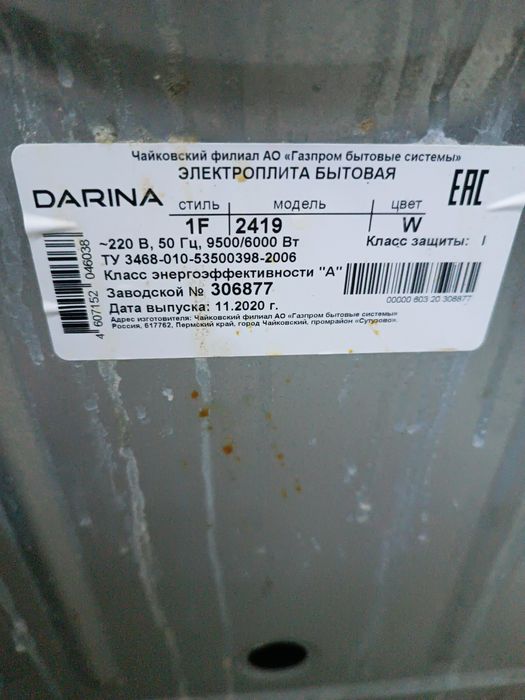 Чайковский филиал АО «Газпром бытовые системы»
ЭЛЕКТРОПЛИТА БЫТОВАЯ
EAC
DARINA
стиль модель цвет
1F 2419 W
~220 В, 50 Гц, 9500/6000 Вт
Класс защиты: I
ТУ 3468-010-53500398-2006
Класс энергоэффективности "А"
Заводской № 306877
00000 603 20 306877
Дата выпуска: 11.2020 г.
Адрес изготовителя: Чайковский филиал АО «Газпром бытовые системы»
Россия, 617762, Пермский край, город Чайковский, промрайон «Сутузово».
4 607152 046038